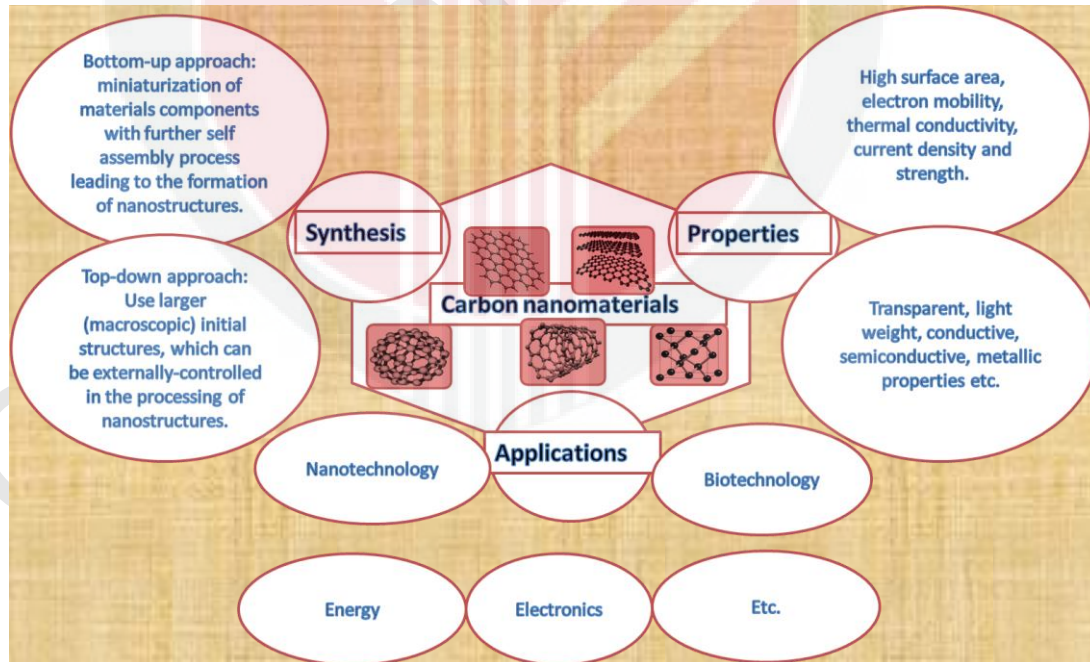 Bottom-up approach:
miniaturization of
materials components
with further self
assembly process
leading to the formation
of nanostructures.
High surface area,
electron mobility,
thermal conductivity,
current density and
strength.
Synthesis
Properties
Top-down approach:
Use larger
(macroscopic) initial
structures, which can
be externally-controlled
in the processing of
nanostructures.
Carbon nanomaterials
Transparent, light
weight, conductive,
semiconductive, metallic
properties etc.
Applications
Nanotechnology
Biotechnology
Energy
Electronics
Etc.